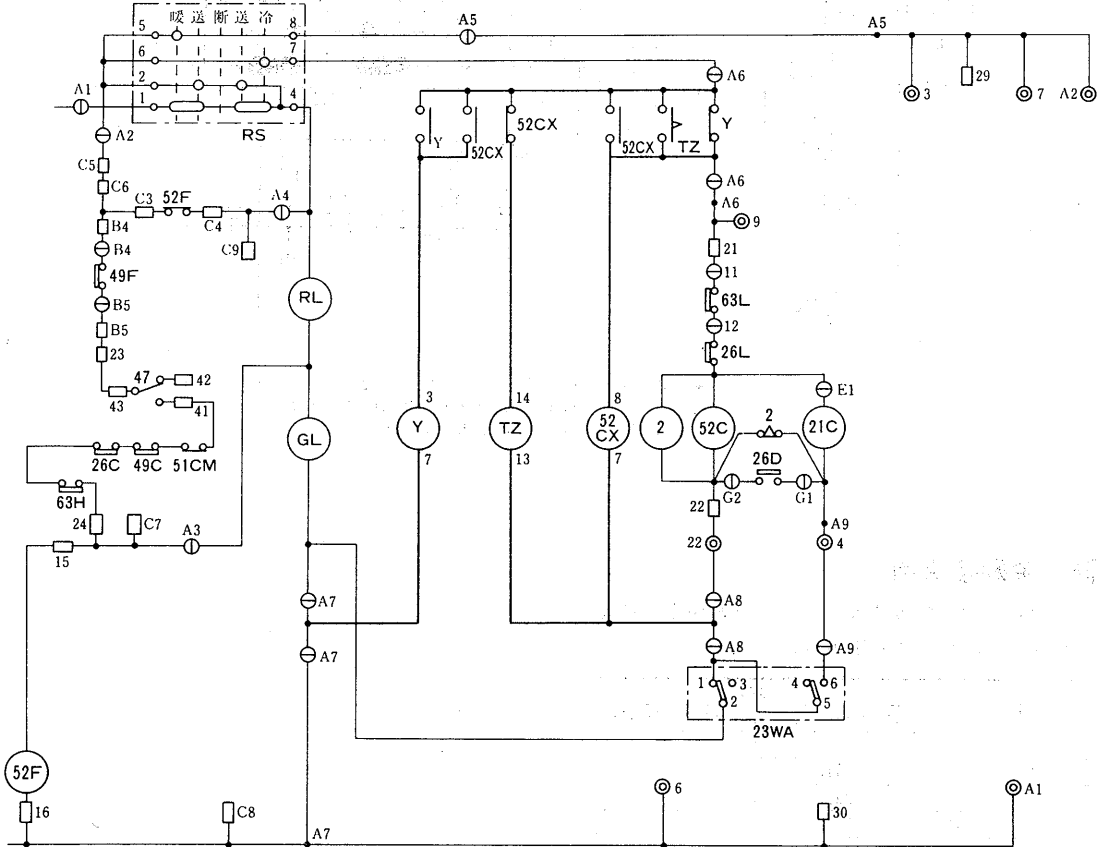 暖 送 断 送 冷
5
8
A5
A5
6
7
2
A6
A1
1
4
RS
3
29
7
A2
A2
52CX
Y
52CX
52CX
TZ
Y
C5
C6
A6
C3
52F
C4
A4
A6
9
B4
C9
21
B4
11
49F
63L
RL
B5
12
B5
26L
23
47
42
43
41
E1
3
14
8
GL
Y
TZ
52
CX
2
52C
2
21C
7
13
7
26D
26C
49C
51CM
G2
G1
63H
22
24
C7
A3
A9
15
22
4
A7
A8
A7
A8
A9
1
3
4
6
2
5
23WA
52F
6
A1
16
C8
30
A7